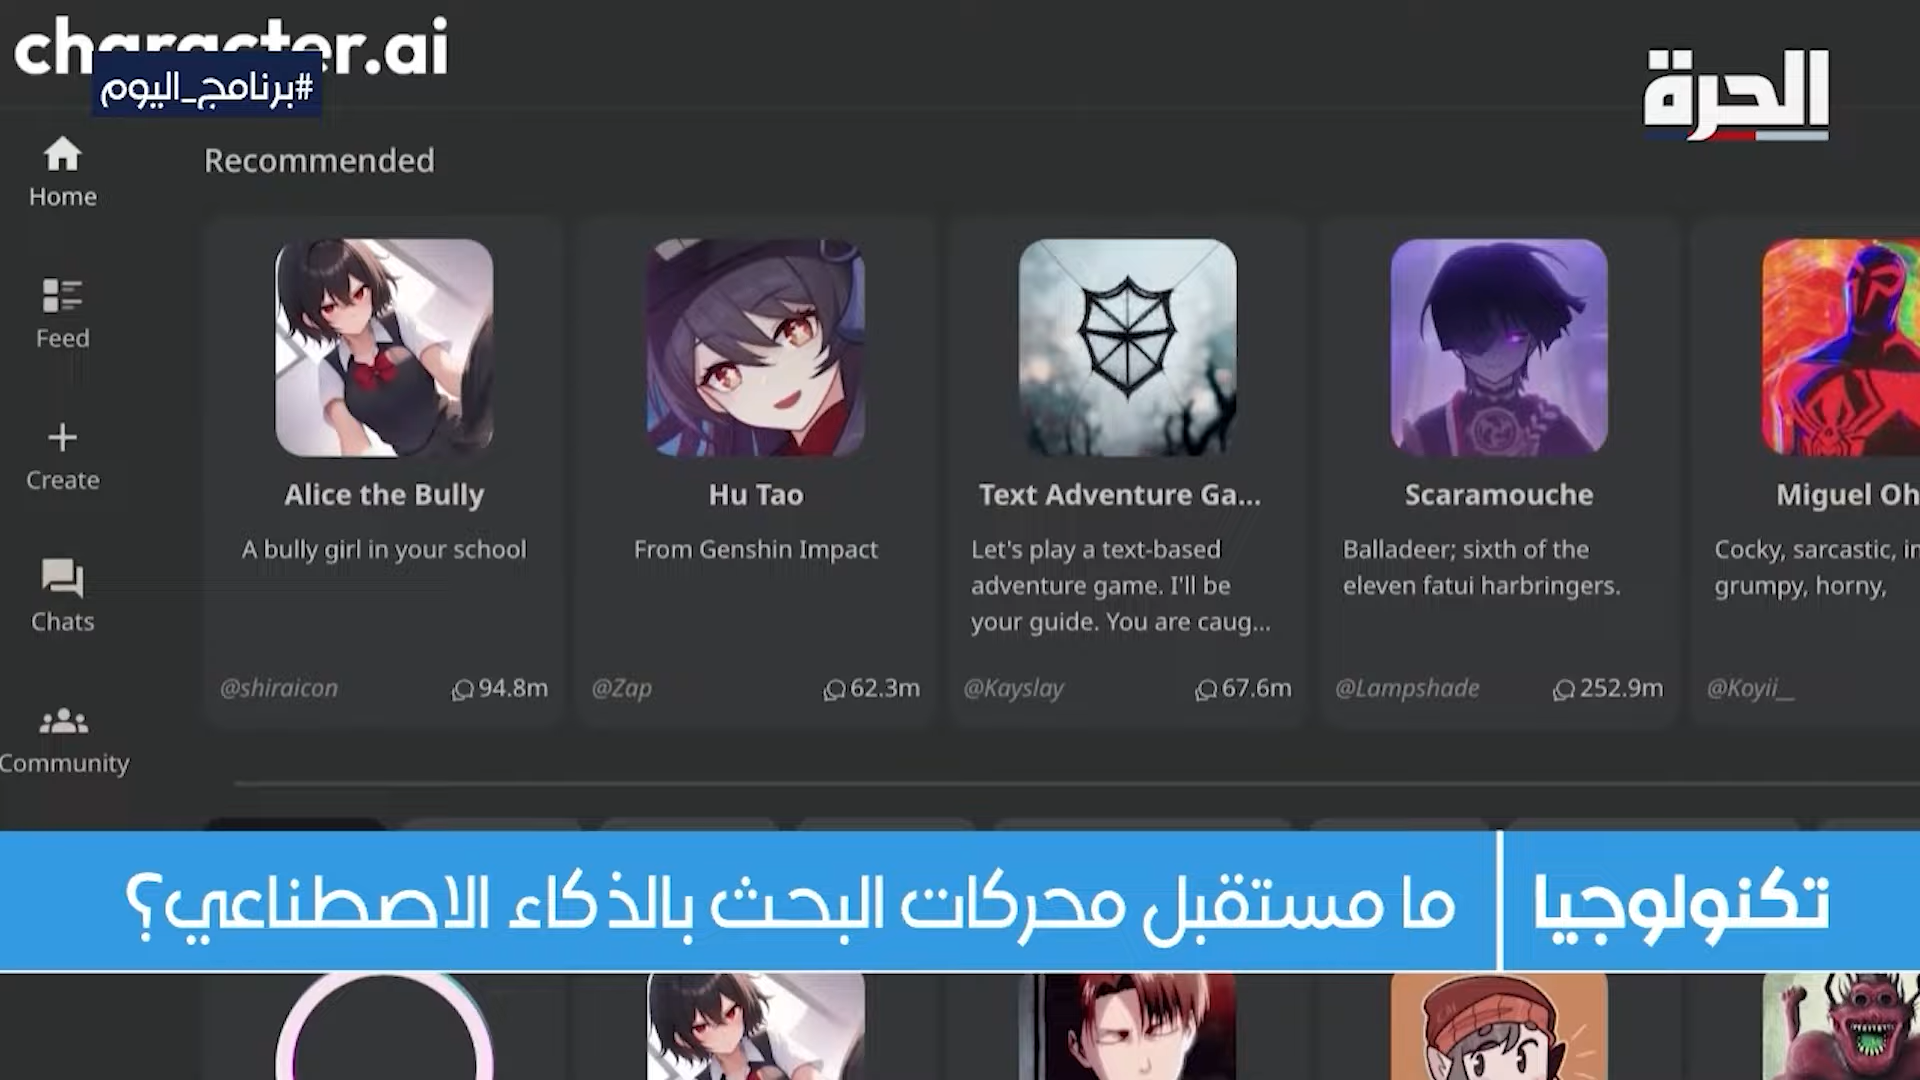 character.ai
#برنامج_اليوم
الحرة
Home
Feed
Create
Chats
Community
Recommended
Alice the Bully
A bully girl in your school
@shiraicon
94.8m
Hu Tao
From Genshin Impact
@Zap
62.3m
Text Adventure Ga...
Let's play a text-based
adventure game. I'll be
your guide. You are caug...
@Kayslay
67.6m
Scaramouche
Balladeer; sixth of the
eleven fatui harbringers.
@Lampshade
252.9m
Miguel Oh
Cocky, sarcastic, in
grumpy, horny,
@Koyii__
تكنولوجيا
ما مستقبل محركات البحث بالذكاء الاصطناعي؟